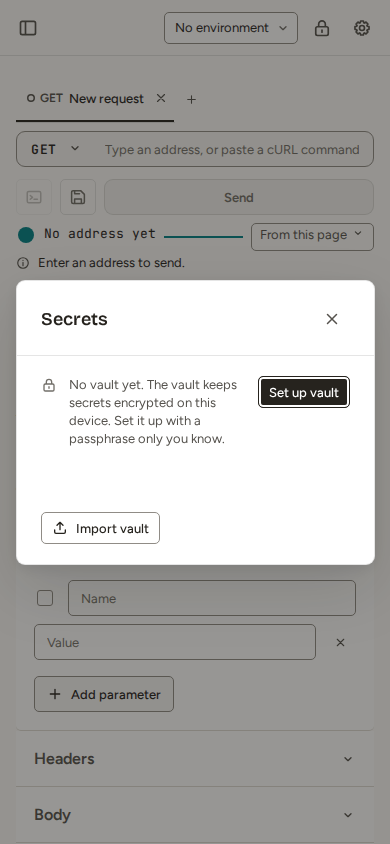 No environment
GET New request
GET Type an address, or paste a cURL command
Send
No address yet
From this page
Enter an address to send.
Secrets
No vault yet. The vault keeps
secrets encrypted on this
device. Set it up with a
passphrase only you know.
Set up vault
Import vault
Name
Value
Add parameter
Headers
Body